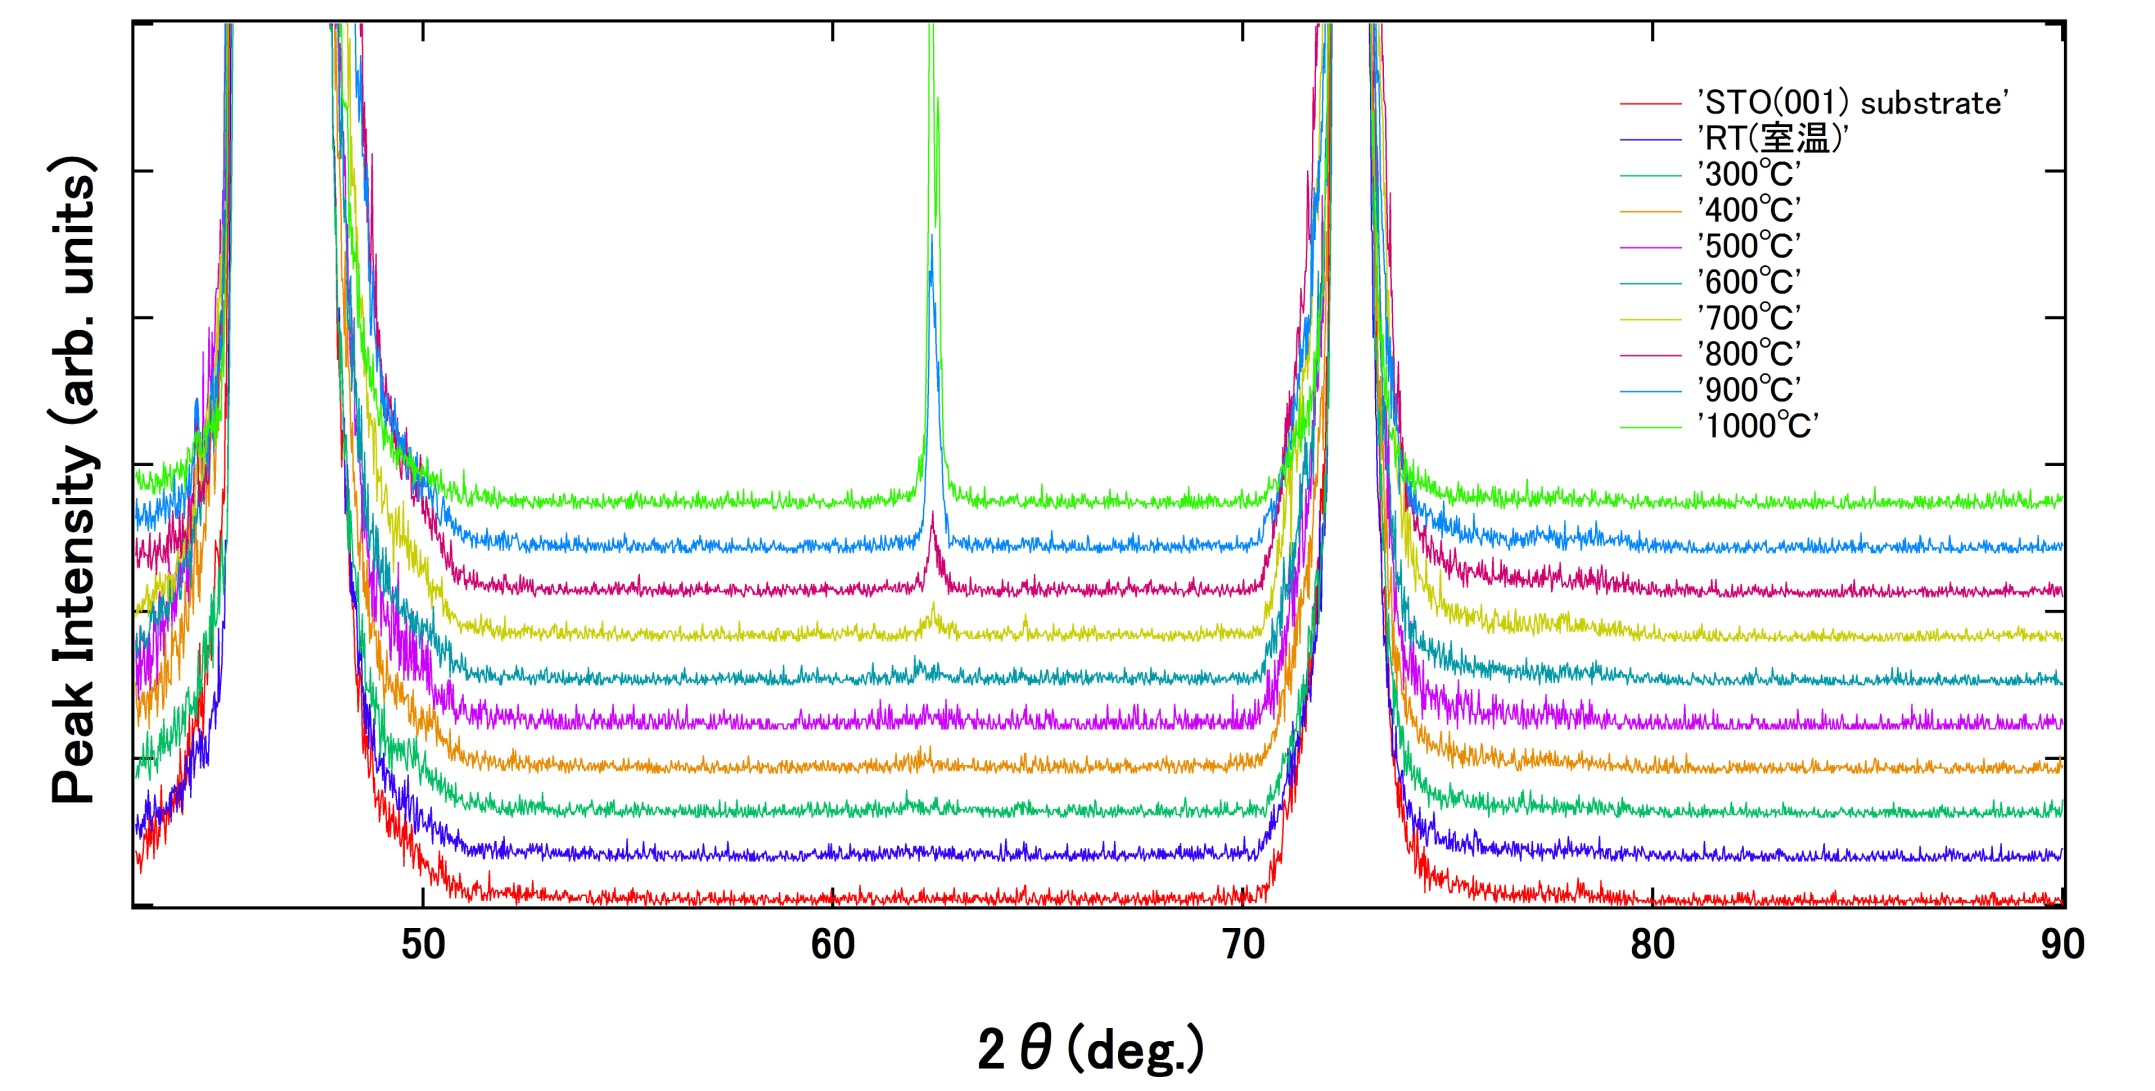 Peak Intensity (arb. units)
'STO(001) substrate'
'RT(室温)'
'300℃'
'400℃'
'500℃'
'600℃'
'700℃'
'800℃'
'900℃'
'1000℃'
50 60 70 80 90
2θ(deg.)